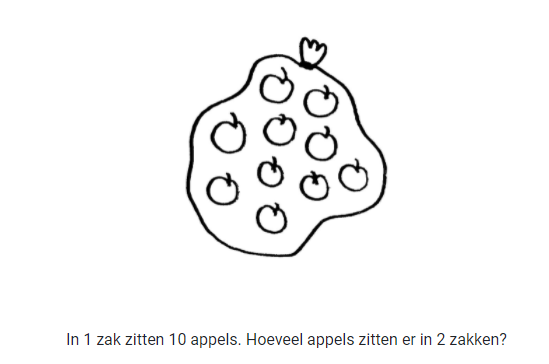 In 1 zak zitten 10 appels. Hoeveel appels zitten er in 2 zakken?